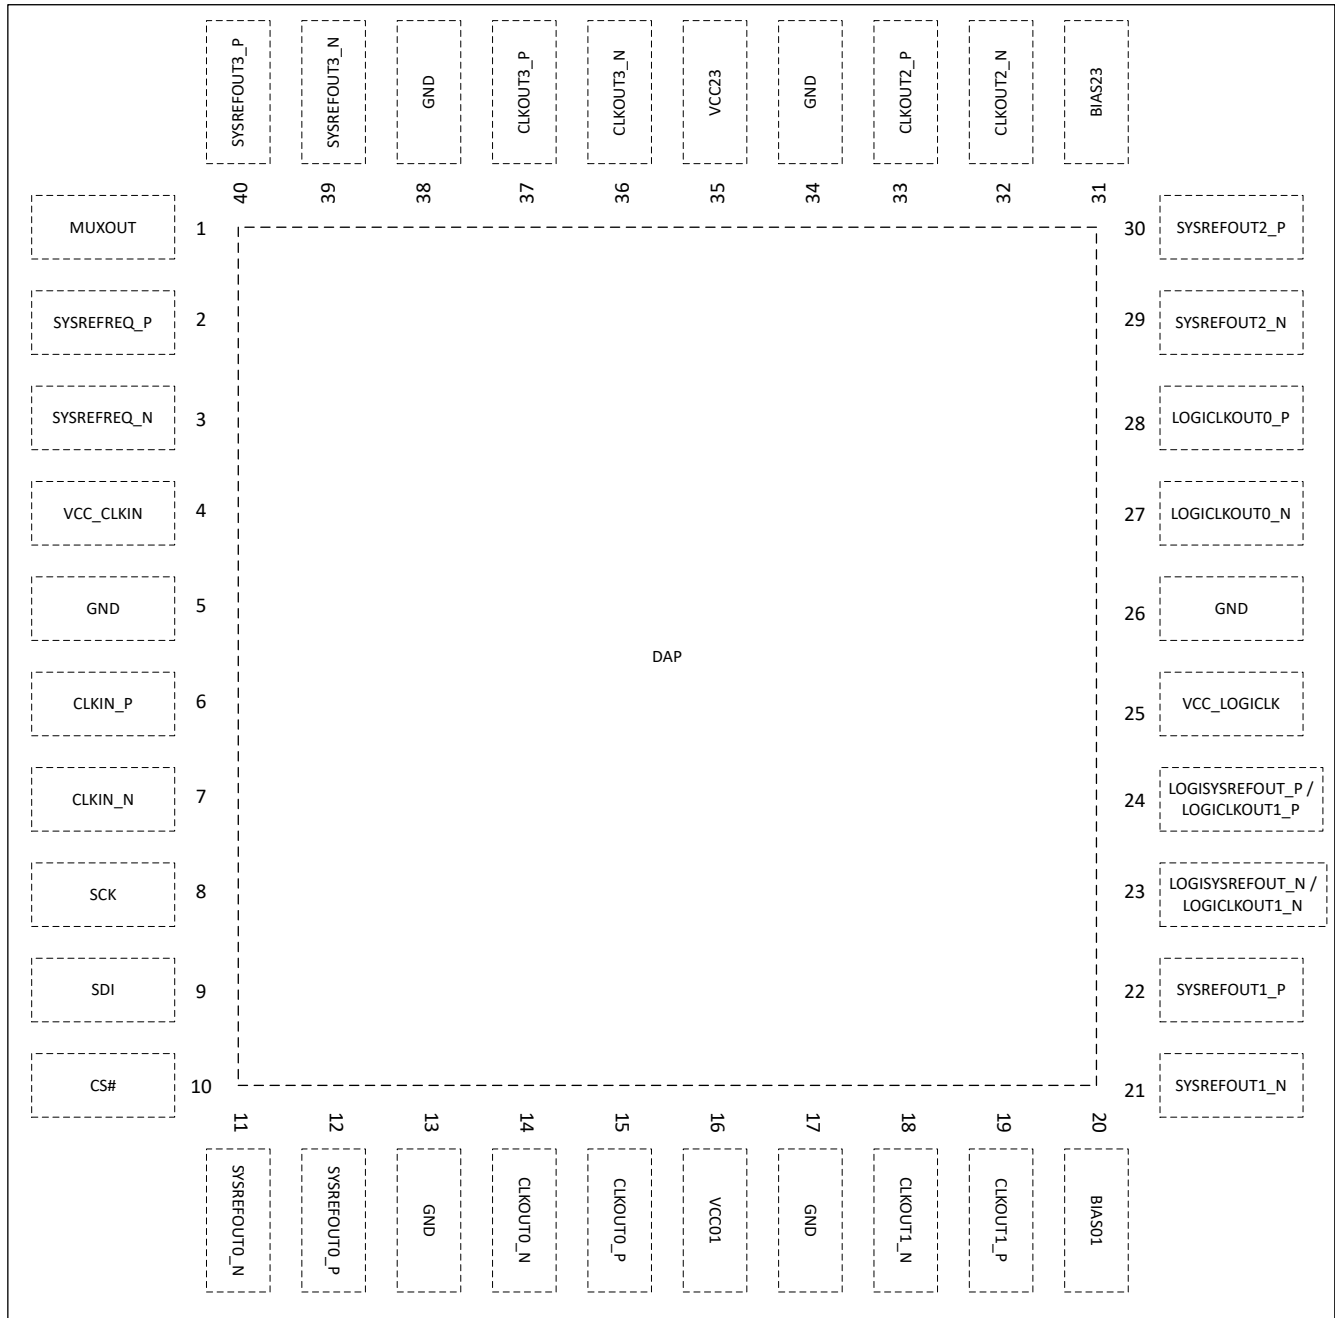 SYSREFOUT3_P
SYSREFOUT3_N
GND
CLKOUT3_P
CLKOUT3_N
VCC23
GND
CLKOUT2_P
CLKOUT2_N
BIAS23
40
39
38
37
36
35
34
33
32
31
MUXOUT 1
30 SYSREFOUT2_P
SYSREFREQ_P 2
29 SYSREFOUT2_N
SYSREFREQ_N 3
28 LOGICLKOUT0_P
VCC_CLKIN 4
27 LOGICLKOUT0_N
GND 5
26 GND
DAP
CLKIN_P 6
25 VCC_LOGICLK
CLKIN_N 7
24 LOGISYSREFOUT_P /
LOGICLKOUT1_P
SCK 8
23 LOGISYSREFOUT_N /
LOGICLKOUT1_N
SDI 9
22 SYSREFOUT1_P
CS# 10
21 SYSREFOUT1_N
11
12
13
14
15
16
17
18
19
20
SYSREFOUT0_N
SYSREFOUT0_P
GND
CLKOUT0_N
CLKOUT0_P
VCC01
GND
CLKOUT1_N
CLKOUT1_P
BIAS01